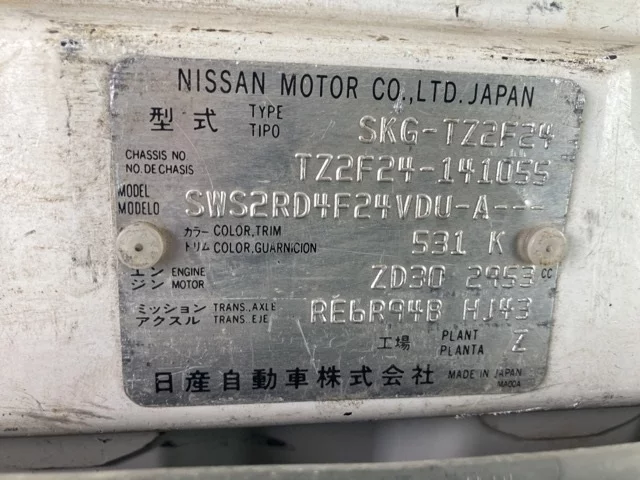 NISSAN MOTOR CO.,LTD. JAPAN
型式 TYPE TIPO SKG-TZ2F24
CHASSIS NO NO. DE CHASIS TZ2F24-141055
MODEL MODELO SWS2RD4F24VDU-A---
カラー COLOR, TRIM トリム COLOR, GUARNICION 531 K
エンジン ENGINE MOTOR ZD30 2953 CC
ミッション TRANS., AXLE アクスル TRANS., EJE RE6R94B HJ43
工場 PLANT PLANTA Z
日産自動車株式会社 MADE IN JAPAN